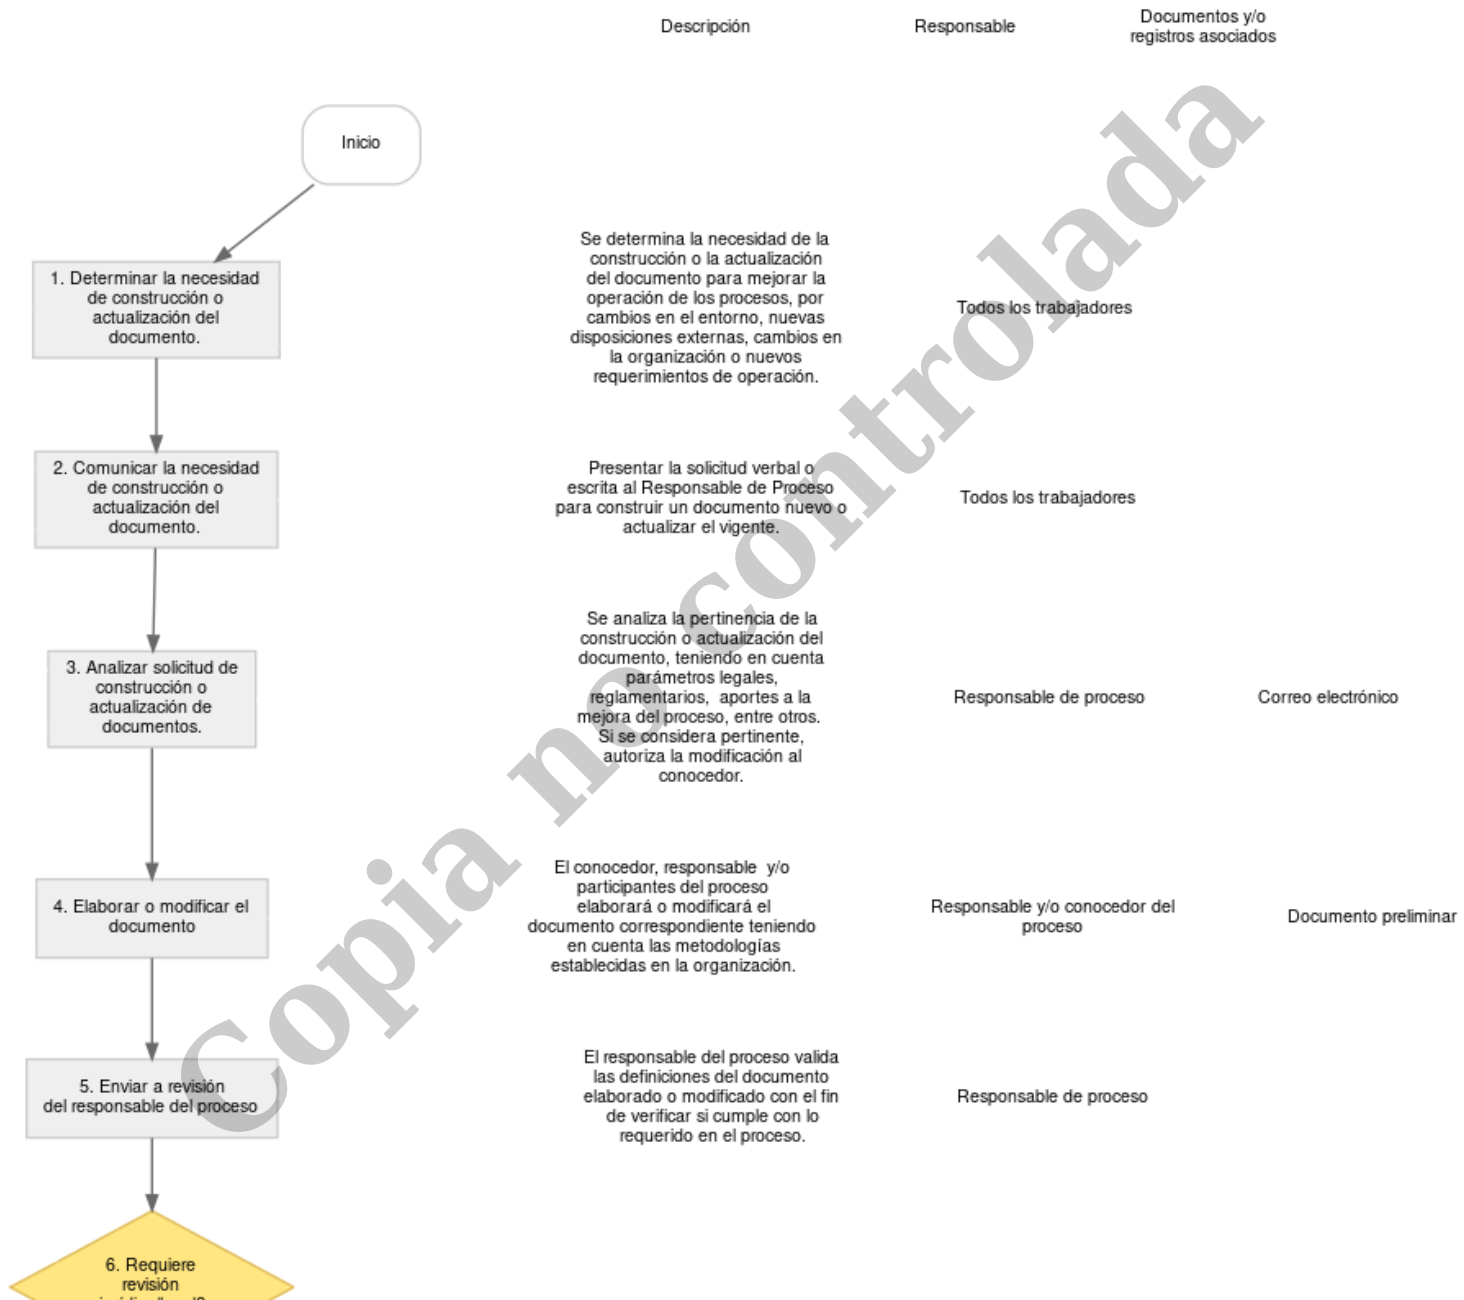 Descripción
Responsable
Documentos y/o
registros asociados
Inicio
1. Determinar la necesidad
de construcción o
actualización del
documento.
Se determina la necesidad de la
construcción o la actualización
del documento para mejorar la
operación de los procesos, por
cambios en el entorno, nuevas
disposiciones externas, cambios en
la organización o nuevos
requerimientos de operación.
Todos los trabajadores
2. Comunicar la necesidad
de construcción o
actualización del
documento.
Presentar la solicitud verbal o
escrita al Responsable de Proceso
para construir un documento nuevo o
actualizar el vigente.
Todos los trabajadores
3. Analizar solicitud de
construcción o
actualización de
documentos.
Se analiza la pertinencia de la
construcción o actualización del
documento, teniendo en cuenta
parámetros legales,
reglamentarios, aportes a la
mejora del proceso, entre otros.
Si se considera pertinente,
autoriza la modificación al
conocedor.
Responsable de proceso
Correo electrónico
4. Elaborar o modificar el
documento
El conocedor, responsable y/o
participantes del proceso
elaborará o modificará el
documento correspondiente teniendo
en cuenta las metodologías
establecidas en la organización.
Responsable y/o conocedor del
proceso
Documento preliminar
5. Enviar a revisión
del responsable del proceso
El responsable del proceso valida
las definiciones del documento
elaborado o modificado con el fin
de verificar si cumple con lo
requerido en el proceso.
Responsable de proceso
6. Requiere
revisión
Copia no controlada